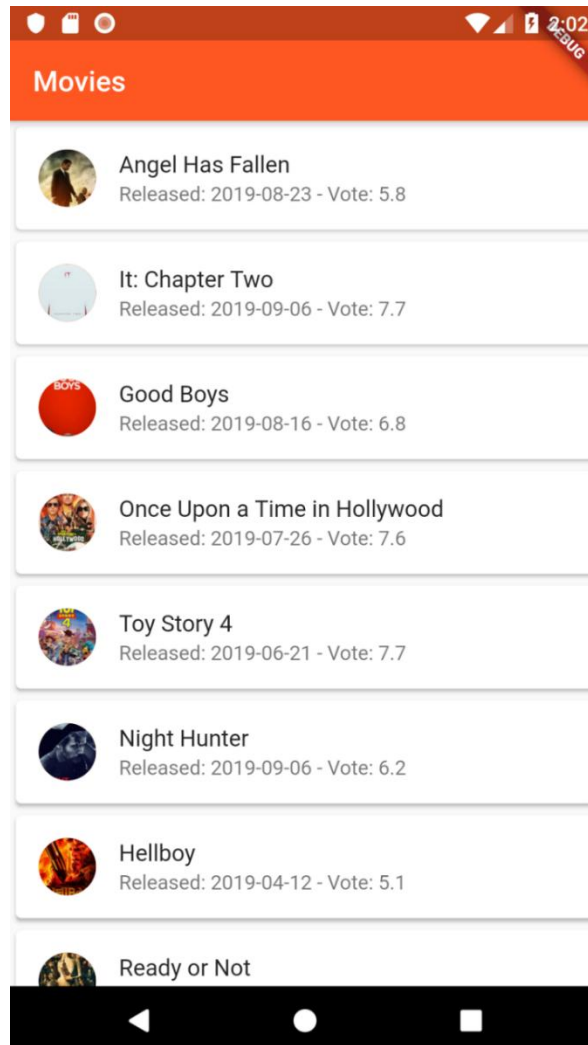 2:02
DEBUG
Movies
Angel Has Fallen
Released: 2019-08-23 - Vote: 5.8
It: Chapter Two
Released: 2019-09-06 - Vote: 7.7
BOYS
Good Boys
Released: 2019-08-16 - Vote: 6.8
HOLLYWOOD
Once Upon a Time in Hollywood
Released: 2019-07-26 - Vote: 7.6
4
Toy Story 4
Released: 2019-06-21 - Vote: 7.7
Night Hunter
Released: 2019-09-06 - Vote: 6.2
Hellboy
Released: 2019-04-12 - Vote: 5.1
Ready or Not